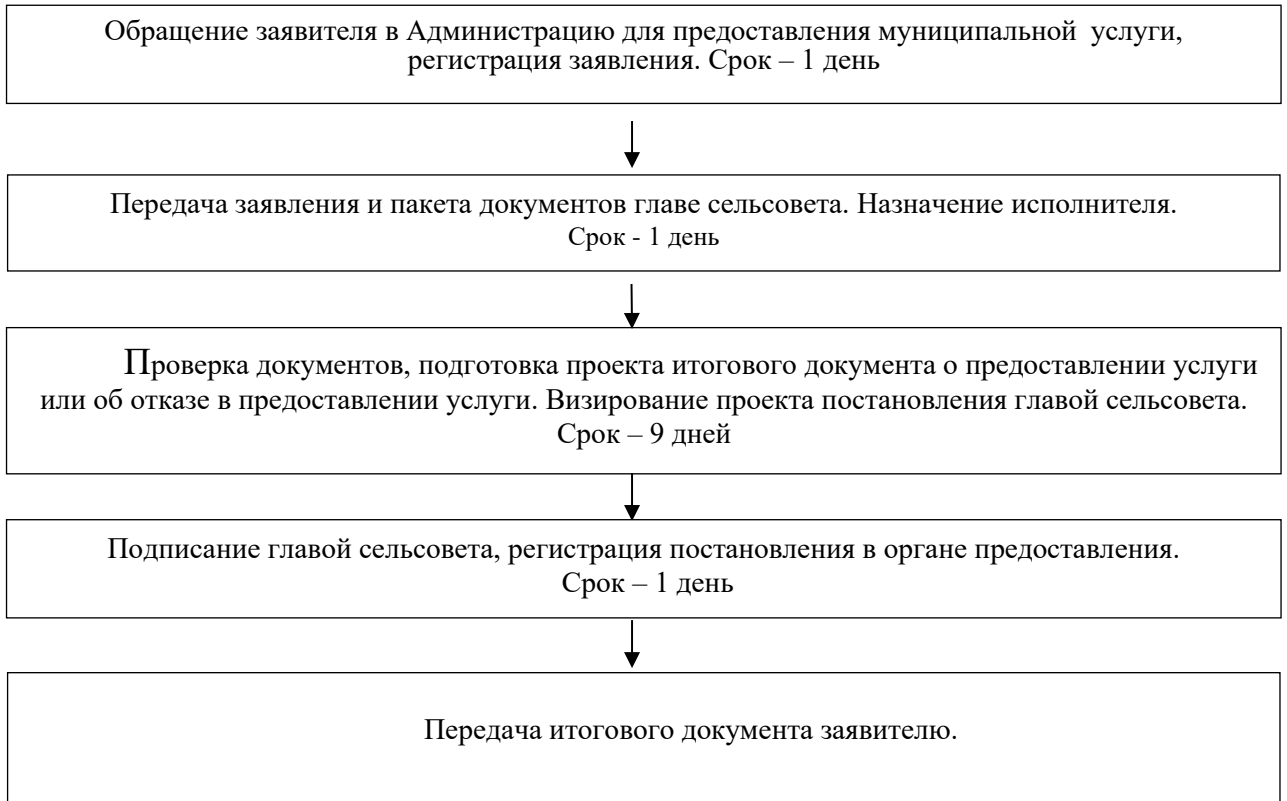 Обращение заявителя в Администрацию для предоставления муниципальной услуги,
регистрация заявления. Срок – 1 день
Передача заявления и пакета документов главе сельсовета. Назначение исполнителя.
Срок - 1 день
Проверка документов, подготовка проекта итогового документа о предоставлении услуги
или об отказе в предоставлении услуги. Визирование проекта постановления главой сельсовета.
Срок – 9 дней
Подписание главой сельсовета, регистрация постановления в органе предоставления.
Срок – 1 день
Передача итогового документа заявителю.